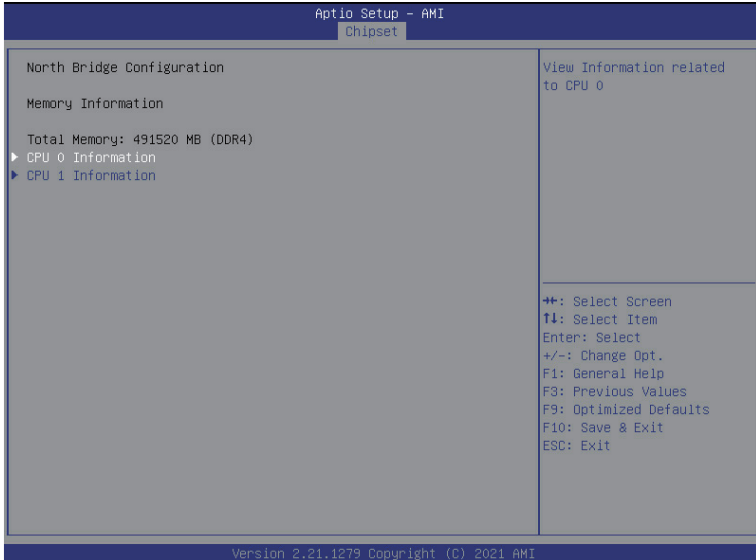 Aptio Setup - AMI
Chipset
North Bridge Configuration
Memory Information
Total Memory: 491520 MB (DDR4)
► CPU 0 Information
► CPU 1 Information
View Information related
to CPU 0
→←: Select Screen
↑↓: Select Item
Enter: Select
+/-: Change Opt.
F1: General Help
F3: Previous Values
F9: Optimized Defaults
F10: Save & Exit
ESC: Exit
Version 2.21.1279 Copyright (C) 2021 AMI